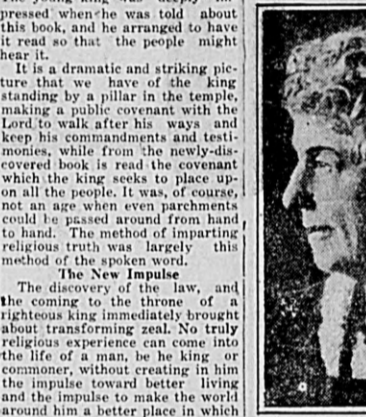 The young king was deeply im-
pressed when he was told about
this book, and he arranged to have
it read so that the people might
hear it.
It is a dramatic and striking pic-
ture that we have of the king
standing by a pillar in the temple,
making a public covenant with the
Lord to walk after his ways and
keep his commandments and testi-
monies, while from the newly-dis-
covered book is read the covenant
which the king seeks to place up-
on all the people. It was, of course,
not an age when even parchments
could be passed around from hand
to hand. The method of imparting
religious truth was largely this
method of the spoken word.
The New Impulse
The discovery of the law, and
the coming to the throne of a
righteous king immediately brought
about transforming zeal. No truly
religious experience can come into
the life of a man, be he king or
commoner, without creating in him
the impulse toward better living
and the impulse to make the world
around him a better place in which